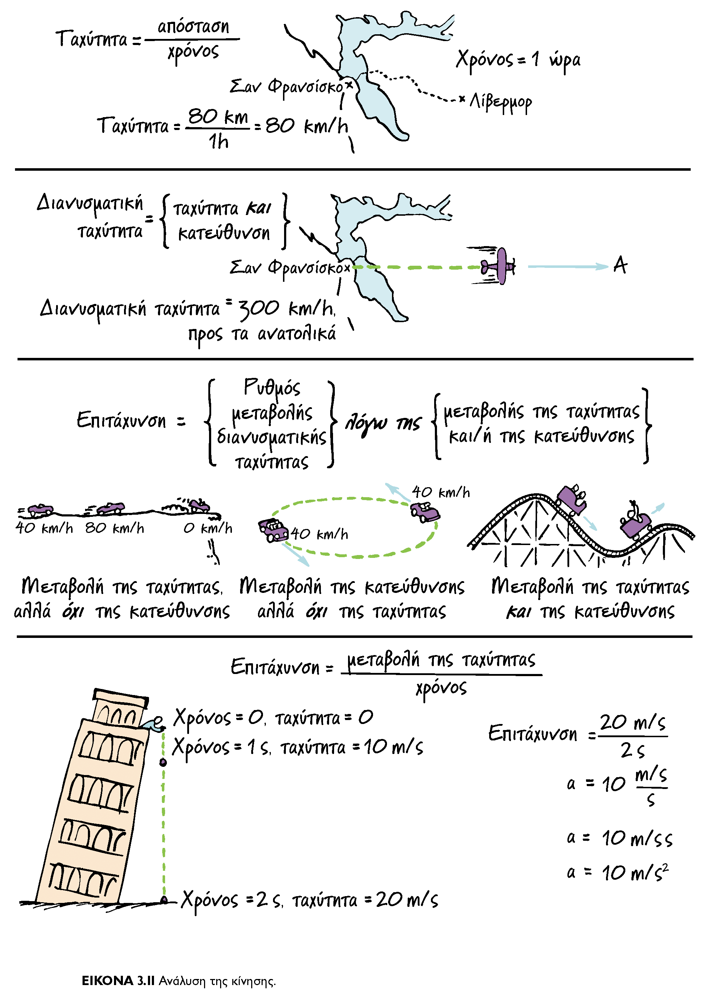 Ταχύτητα = απόσταση / χρόνος
Χρόνος = 1 ώρα
Σαν Φρανσίσκο
Λίβερμορ
Ταχύτητα = 80 km / 1h = 80 km/h
Διανυσματική ταχύτητα = { ταχύτητα και κατεύθυνση }
Σαν Φρανσίσκο
Α
Διανυσματική ταχύτητα = 300 km/h,
προς τα ανατολικά
Επιτάχυνση = { Ρυθμός μεταβολής διανυσματικής ταχύτητας } λόγω της { μεταβολής της ταχύτητας και/ή της κατεύθυνσης }
40 km/h
80 km/h
0 km/h
40 km/h
40 km/h
Μεταβολή της ταχύτητας,
αλλά όχι της κατεύθυνσης
Μεταβολή της κατεύθυνσης
αλλά όχι της ταχύτητας
Μεταβολή της ταχύτητας
και της κατεύθυνσης
Επιτάχυνση = μεταβολή της ταχύτητας / χρόνος
Χρόνος = 0, ταχύτητα = 0
Χρόνος = 1 s, ταχύτητα = 10 m/s
Χρόνος = 2 s, ταχύτητα = 20 m/s
Επιτάχυνση = 20 m/s / 2 s
a = 10 m/s / s
a = 10 m/ss
a = 10 m/s²
ΕΙΚΟΝΑ 3.11 Ανάλυση της κίνησης.